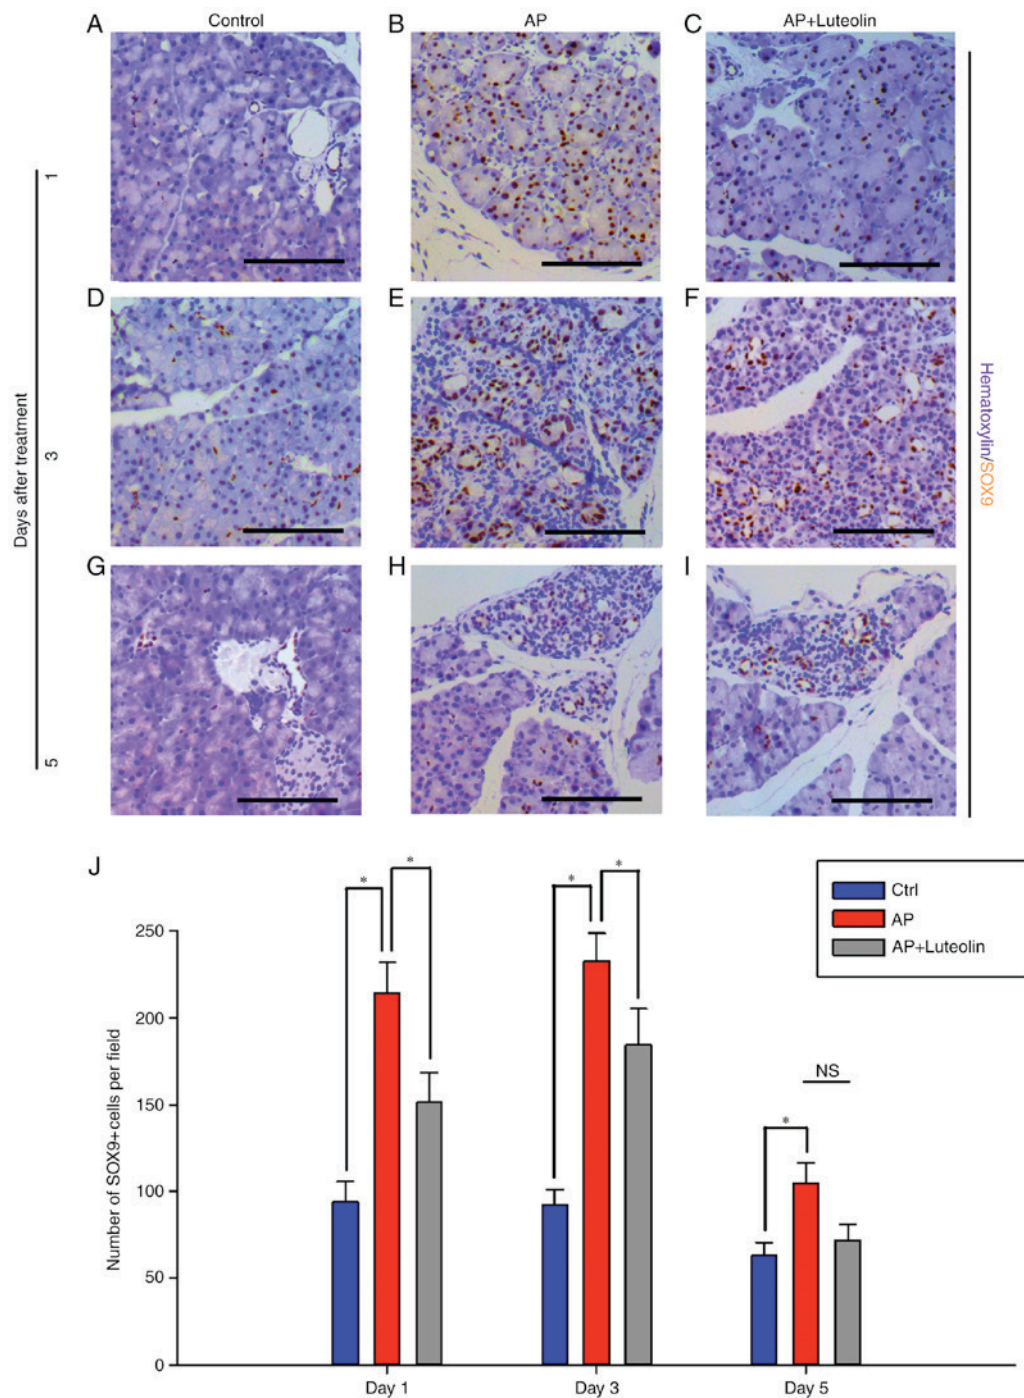 Control
AP
AP+Luteolin
A
B
C
D
E
F
G
H
I
Days after treatment
1
3
5
Hematoxylin/SOX9
J
Ctrl
AP
AP+Luteolin
Number of SOX9+cells per field
250
200
150
100
50
0
*
*
*
*
*
NS
Day 1
Day 3
Day 5